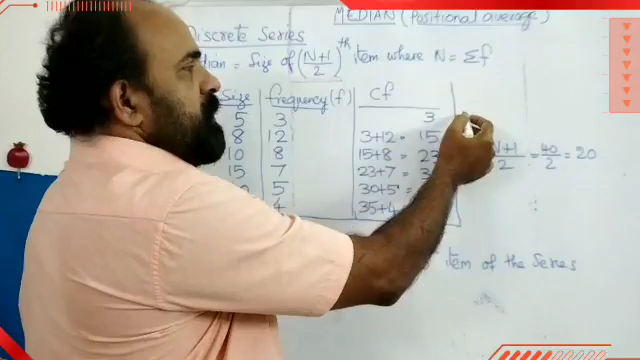 MEDIAN (Positional average)
Discrete Series
= Size of (N+1/2)th item where N = Σf
Size frequency (f) CF
5 3 3
8 12 3+12 = 15
10 8 15+8 = 23
15 7 23+7 = 3
0 5 30+5 =
4 35+4
N+1/2 = 40/2 = 20
item of the Series